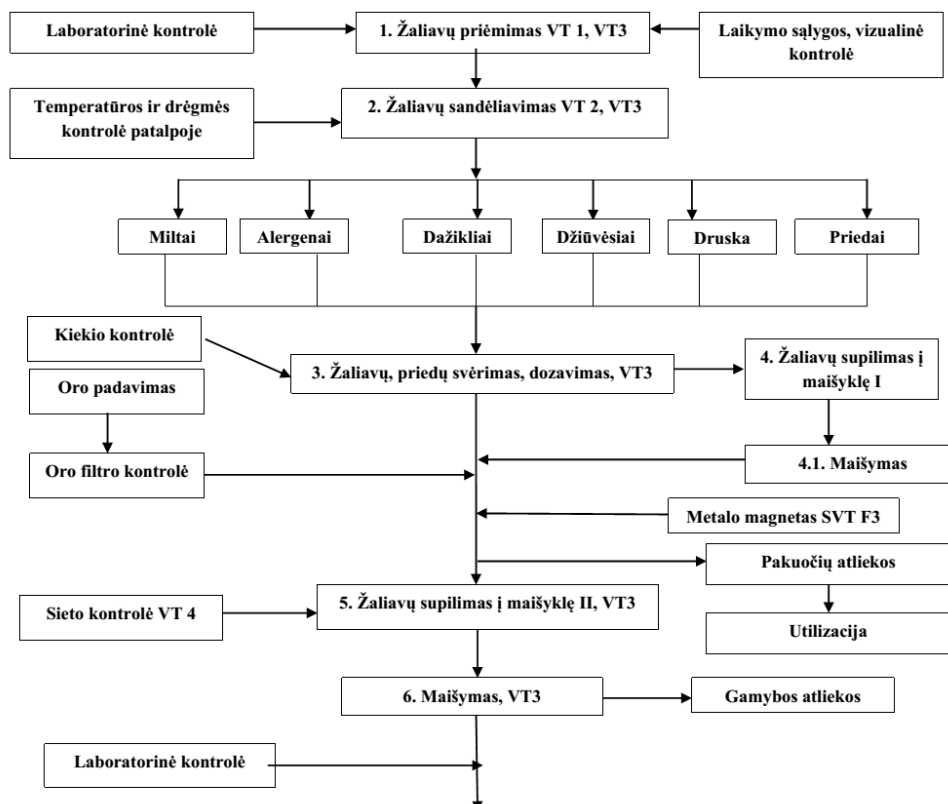 Laboratorinė kontrolė
1. Žaliavų priėmimas VT 1, VT3
Laikymo sąlygos, vizualinė
kontrolė
Temperatūros ir drėgmės
kontrolė patalpoje
2. Žaliavų sandėliavimas VT 2, VT3
Miltai
Alergenai
Dažikliai
Džiūvėsiai
Druska
Priedai
Kiekio kontrolė
3. Žaliavų, priedų svėrimas, dozavimas, VT3
4. Žaliavų supilimas į
maišyklę I
Oro padavimas
Oro filtro kontrolė
4.1. Maišymas
Metalo magnetas SVT F3
Pakuočių atliekos
Sieto kontrolė VT 4
5. Žaliavų supilimas į maišyklę II, VT3
Utilizacija
6. Maišymas, VT3
Gamybos atliekos
Laboratorinė kontrolė